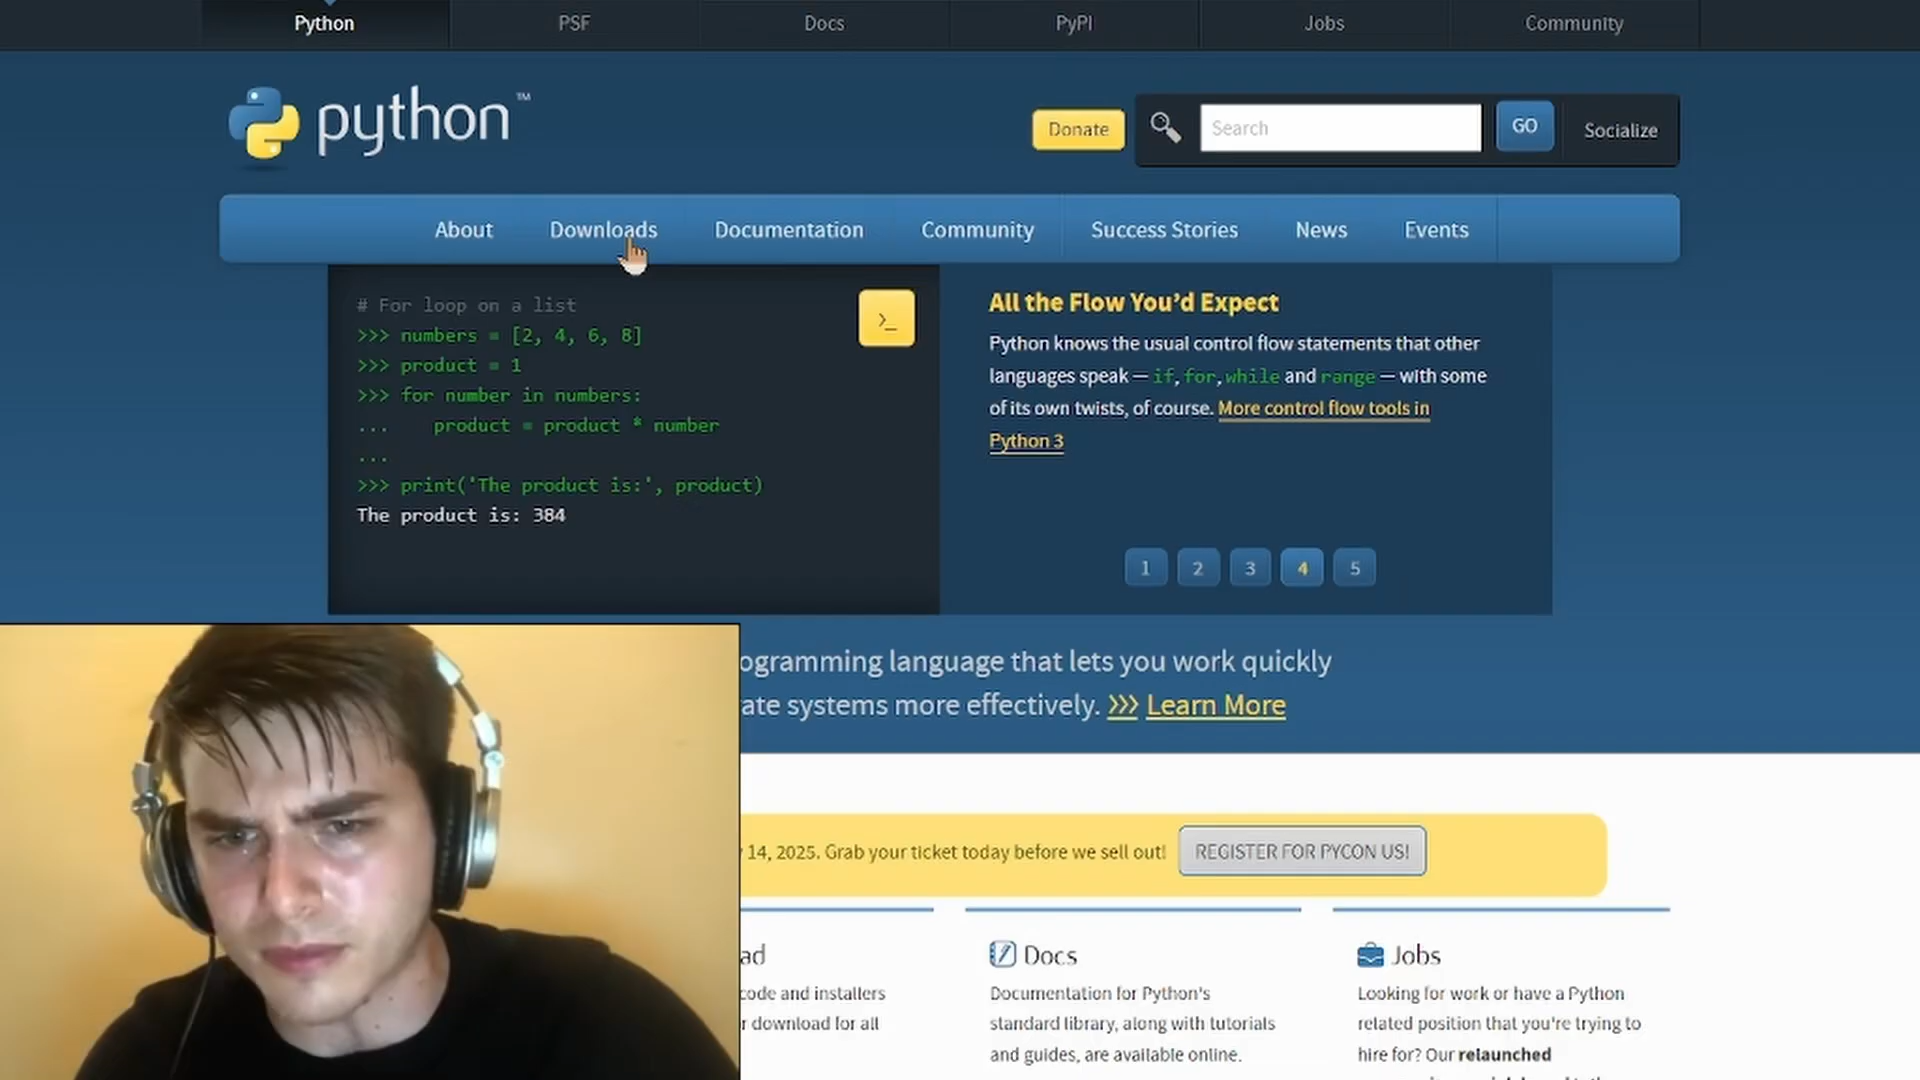 Python
PSF
Docs
PyPI
Jobs
Community
python™
Donate
Search
GO
Socialize
About
Downloads
Documentation
Community
Success Stories
News
Events
# For loop on a list
>>> numbers = [2, 4, 6, 8]
>>> product = 1
>>> for number in numbers:
...    product = product * number
...
>>> print('The product is:', product)
The product is: 384
>_
All the Flow You’d Expect
Python knows the usual control flow statements that other
languages speak — if, for, while and range — with some
of its own twists, of course. More control flow tools in
Python 3
1 2 3 4 5
ogramming language that lets you work quickly
ate systems more effectively. >>> Learn More
14, 2025. Grab your ticket today before we sell out!
REGISTER FOR PYCON US!
ad
code and installers
r download for all
Docs
Documentation for Python's
standard library, along with tutorials
and guides, are available online.
Jobs
Looking for work or have a Python
related position that you're trying to
hire for? Our relaunched